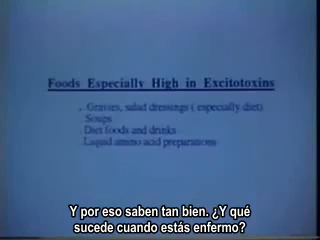 Foods Especially High in Excitotoxins
. Gravies, salad dressings ( especially diet)
. Soups
. Diet foods and drinks
. Liquid amino acid preparations
Y por eso saben tan bien. ¿Y qué
sucede cuando estás enfermo?